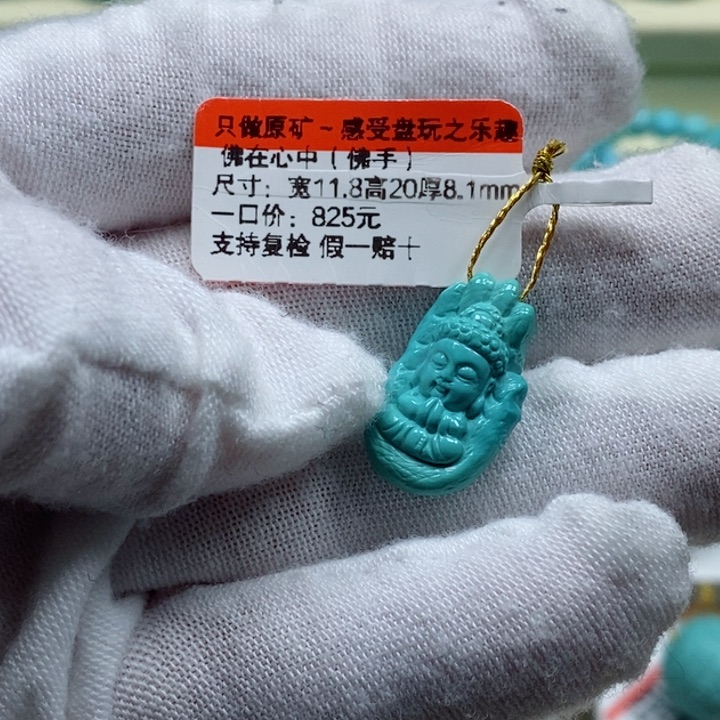 只做原矿~感受盘玩之乐趣
佛在心中(佛手)
尺寸：宽11.8高20厚8.1mm
一口价：825元
支持复检 假一赔十